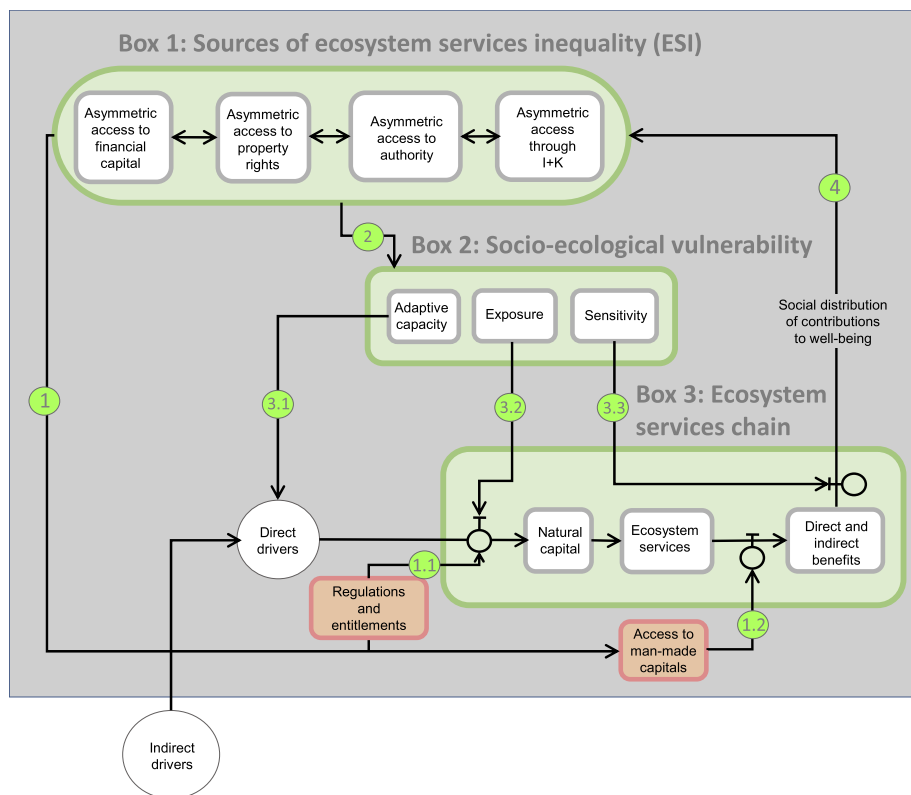 Box 1: Sources of ecosystem services inequality (ESI)
Asymmetric
access to
financial
capital
Asymmetric
access to
property
rights
Asymmetric
access to
authority
Asymmetric
access
through
I+K
4
2
Box 2: Socio-ecological vulnerability
Adaptive
capacity
Exposure
Sensitivity
Social distribution
of contributions
to well-being
1
3.1
3.2
3.3
Box 3: Ecosystem
services chain
Direct
drivers
Natural
capital
Ecosystem
services
Direct and
indirect
benefits
1.1
Regulations
and
entitlements
1.2
Access to
man-made
capitals
Indirect
drivers